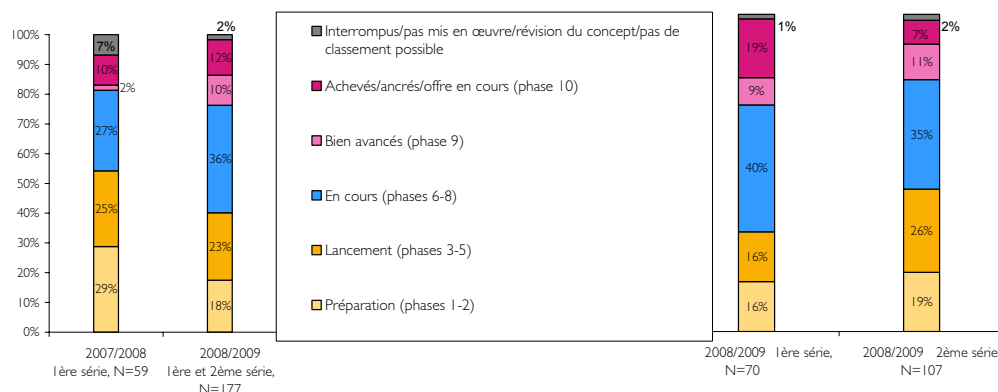 100%
90%
80%
70%
60%
50%
40%
30%
20%
10%
0%
7%
10%
2%
27%
25%
29%
2%
12%
10%
36%
23%
18%
2007/2008
1ère série, N=59
2008/2009
1ère et 2ème série,
N=177
Interrompus/pas mis en œuvre/révision du concept/pas de
classement possible
Achevés/ancrés/offre en cours (phase 10)
Bien avancés (phase 9)
En cours (phases 6-8)
Lancement (phases 3-5)
Préparation (phases 1-2)
1%
19%
9%
40%
16%
16%
2%
7%
11%
35%
26%
19%
2008/2009 1ère série,
N=70
2008/2009 2ème série
N=107